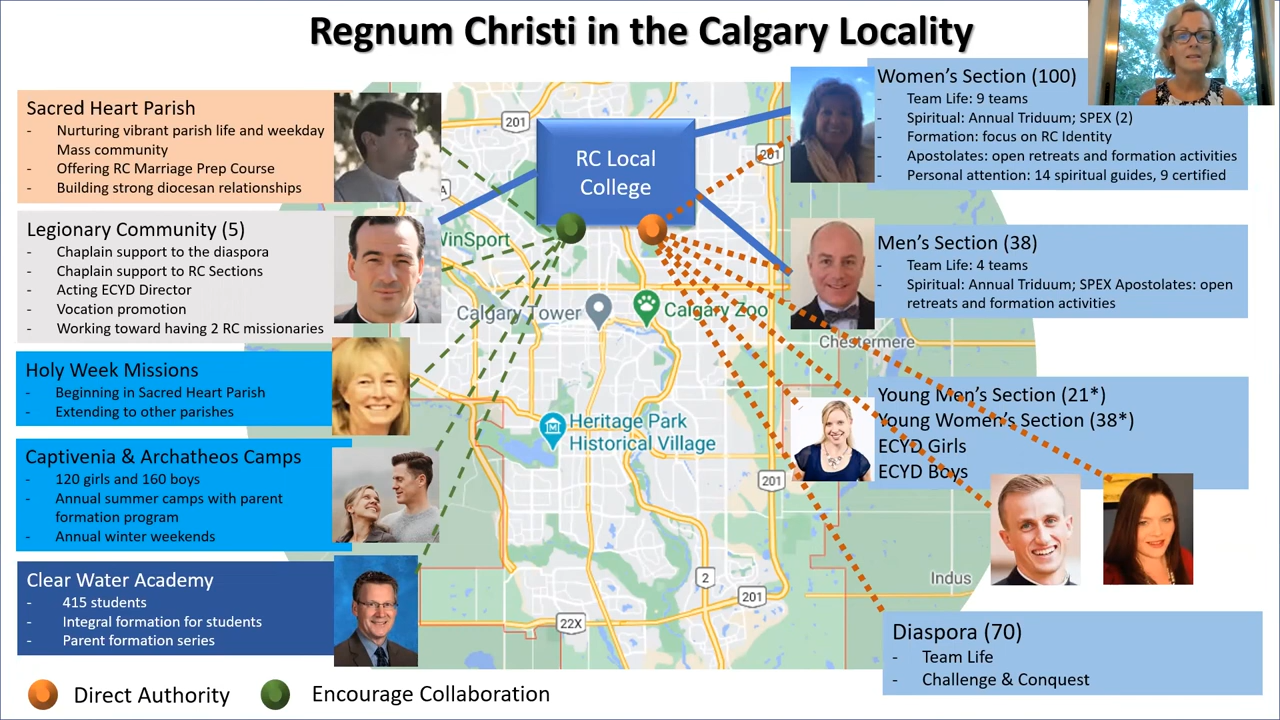 Regnum Christi in the Calgary Locality
Sacred Heart Parish
- Nurturing vibrant parish life and weekday
Mass community
- Offering RC Marriage Prep Course
- Building strong diocesan relationships
Legionary Community (5)
- Chaplain support to the diaspora
- Chaplain support to RC Sections
- Acting ECYD Director
- Vocation promotion
- Working toward having 2 RC missionaries
Holy Week Missions
- Beginning in Sacred Heart Parish
- Extending to other parishes
Captivenia & Archatheos Camps
- 120 girls and 160 boys
- Annual summer camps with parent
formation program
- Annual winter weekends
Clear Water Academy
- 415 students
- Integral formation for students
- Parent formation series
Direct Authority
Encourage Collaboration
RC Local
College
201
201
A
WinSport
Calgary Tower
Calgary Zoo
Chestermere
Heritage Park
Historical Village
201
2
201
22X
Indus
Women's Section (100)
- Team Life: 9 teams
- Spiritual: Annual Triduum; SPEX (2)
- Formation: focus on RC Identity
- Apostolates: open retreats and formation activities
- Personal attention: 14 spiritual guides, 9 certified
Men's Section (38)
- Team Life: 4 teams
- Spiritual: Annual Triduum; SPEX Apostolates: open
retreats and formation activities
Young Men's Section (21*)
Young Women's Section (38*)
ECYD Girls
ECYD Boys
Diaspora (70)
- Team Life
- Challenge & Conquest